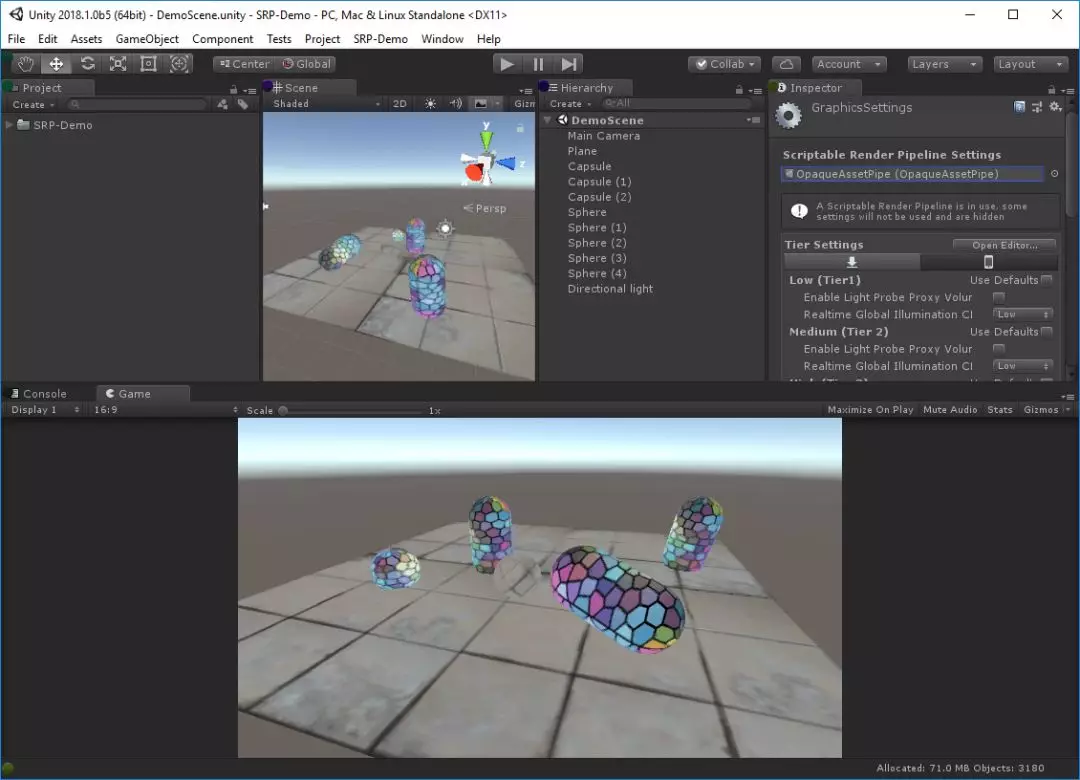 Unity 2018.1.0b5 (64bit) - DemoScene.unity - SRP-Demo - PC, Mac & Linux Standalone <DX11>
File Edit Assets GameObject Component Tests Project SRP-Demo Window Help
Center Global Collab Account Layers Layout
Project
Create
SRP-Demo
Scene
Shaded 2D Gizm
y
z
Persp
Hierarchy
Create All
DemoScene
Main Camera
Plane
Capsule
Capsule (1)
Capsule (2)
Sphere
Sphere (1)
Sphere (2)
Sphere (3)
Sphere (4)
Directional light
Inspector
GraphicsSettings
Scriptable Render Pipeline Settings
OpaqueAssetPipe (OpaqueAssetPipe)
A Scriptable Render Pipeline is in use, some
settings will not be used and are hidden
Tier Settings Open Editor...
Low (Tier1) Use Defaults
Enable Light Probe Proxy Volur
Realtime Global Illumination CI Low
Medium (Tier 2) Use Defaults
Enable Light Probe Proxy Volur
Realtime Global Illumination CI Low
Console Game
Display 1 16:9 Scale 1x Maximize On Play Mute Audio Stats Gizmos
Allocated: 71.0 MB Objects: 3180